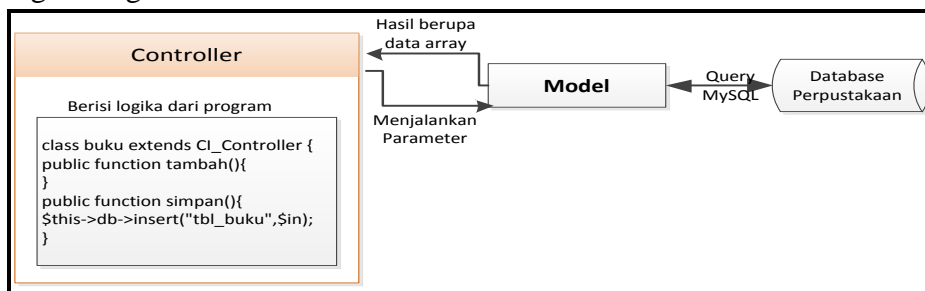 Controller
Berisi logika dari program
class buku extends CI_Controller {
public function tambah(){
}
public function simpan(){
$this->db->insert("tbl_buku",$in);
}
Hasil berupa
data array
Menjalankan
Parameter
Model
Query
MySQL
Database
Perpustakaan